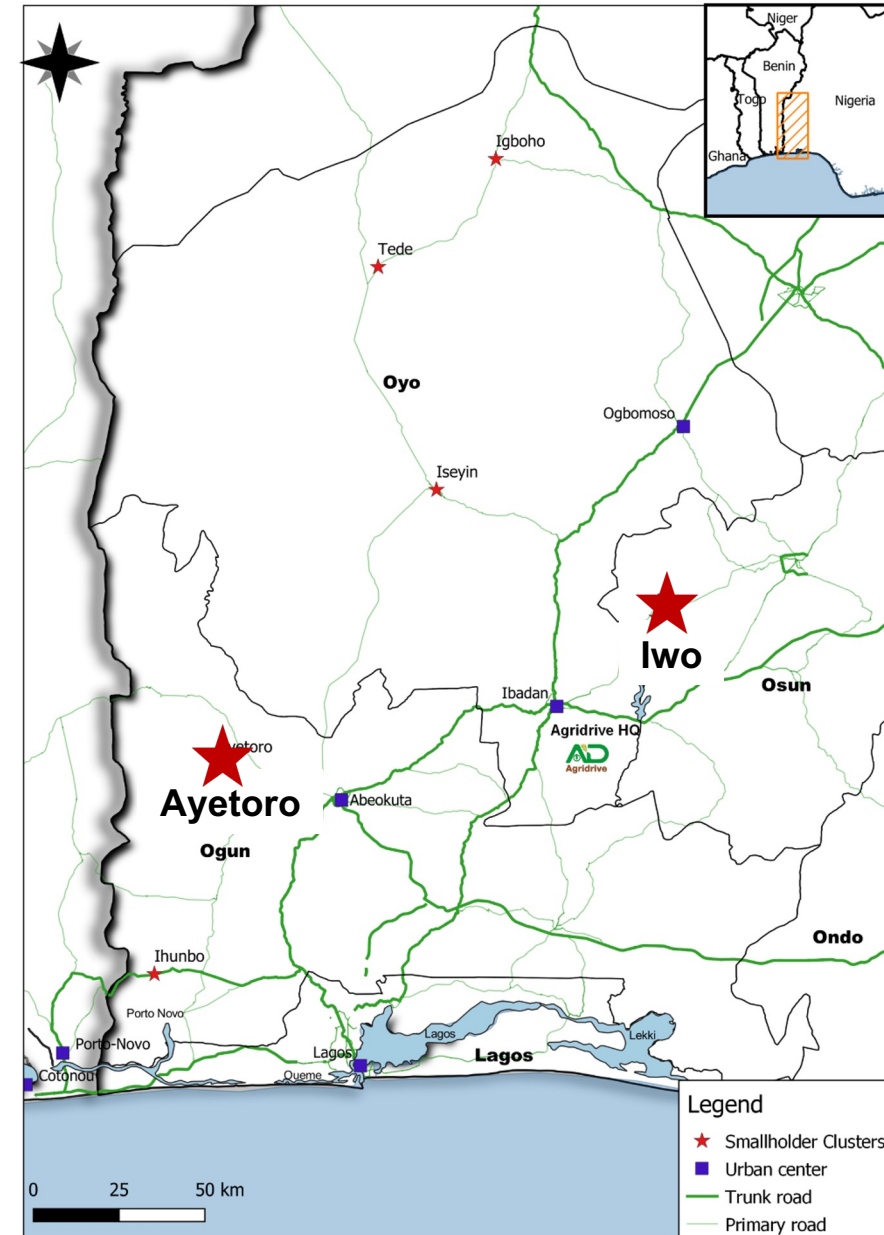 Niger
Benin
Togo
Nigeria
Ghana
Igboho
Tede
Oyo
Ogbomoso
Iseyin
Iwo
Ibadan
Osun
Agridrive HQ
AD
Agridrive
yetoro
Ayetoro
Abeokuta
Ogun
Ondo
Ihunbo
Porto Novo
Porto-Novo
Lagos
Lekki
Lagos
Lagos
Cotonou
Oueme
Legend
Smallholder Clusters
Urban center
Trunk road
Primary road
0 25 50 km